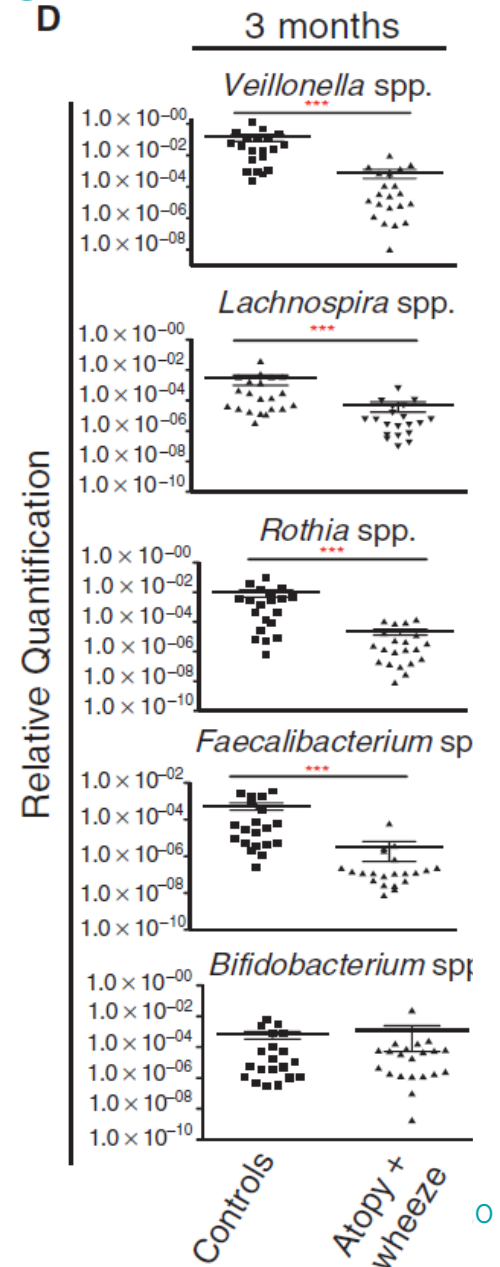 D
3 months
Veillonella spp.
***
1.0 × 10–00
1.0 × 10–02
1.0 × 10–04
1.0 × 10–06
1.0 × 10–08
Lachnospira spp.
***
1.0 × 10–00
1.0 × 10–02
1.0 × 10–04
1.0 × 10–06
1.0 × 10–08
1.0 × 10–10
Rothia spp.
***
1.0 × 10–00
1.0 × 10–02
1.0 × 10–04
1.0 × 10–06
1.0 × 10–08
1.0 × 10–10
Faecalibacterium sp
***
1.0 × 10–02
1.0 × 10–04
1.0 × 10–06
1.0 × 10–08
1.0 × 10–10
Bifidobacterium spp
1.0 × 10–00
1.0 × 10–02
1.0 × 10–04
1.0 × 10–06
1.0 × 10–08
1.0 × 10–10
Relative Quantification
Controls
Atopy +
wheeze
o